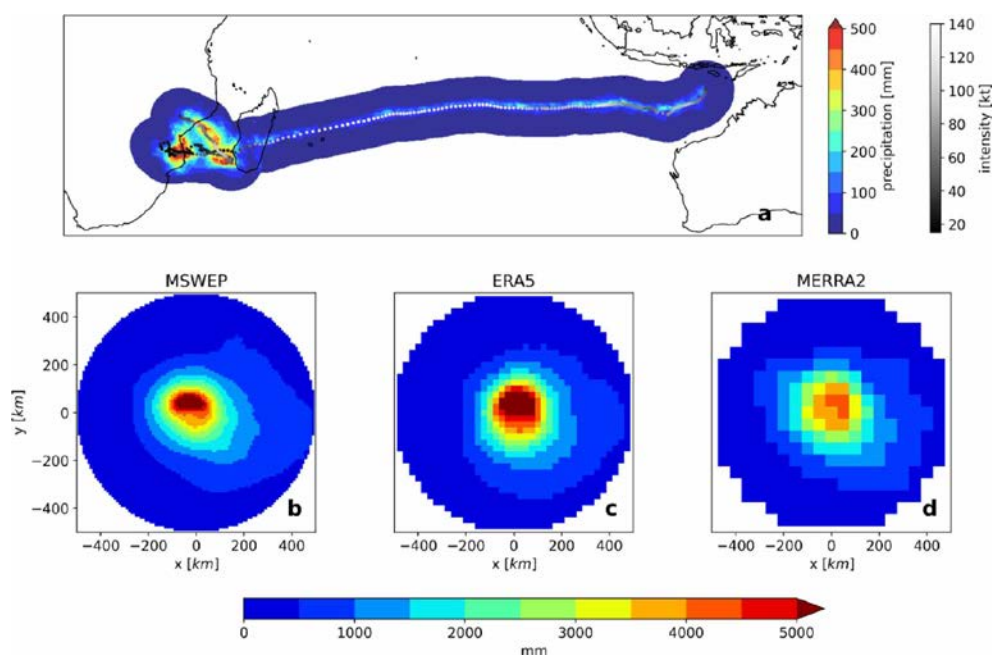 500
400
300
200
100
0
precipitation [mm]
140
120
100
80
60
40
20
intensity [kt]
a
MSWEP
ERA5
MERRA2
400
200
0
−200
−400
y [km]
b
c
d
−400 −200 0 200 400
−400 −200 0 200 400
−400 −200 0 200 400
x [km]
x [km]
x [km]
0 1000 2000 3000 4000 5000
mm